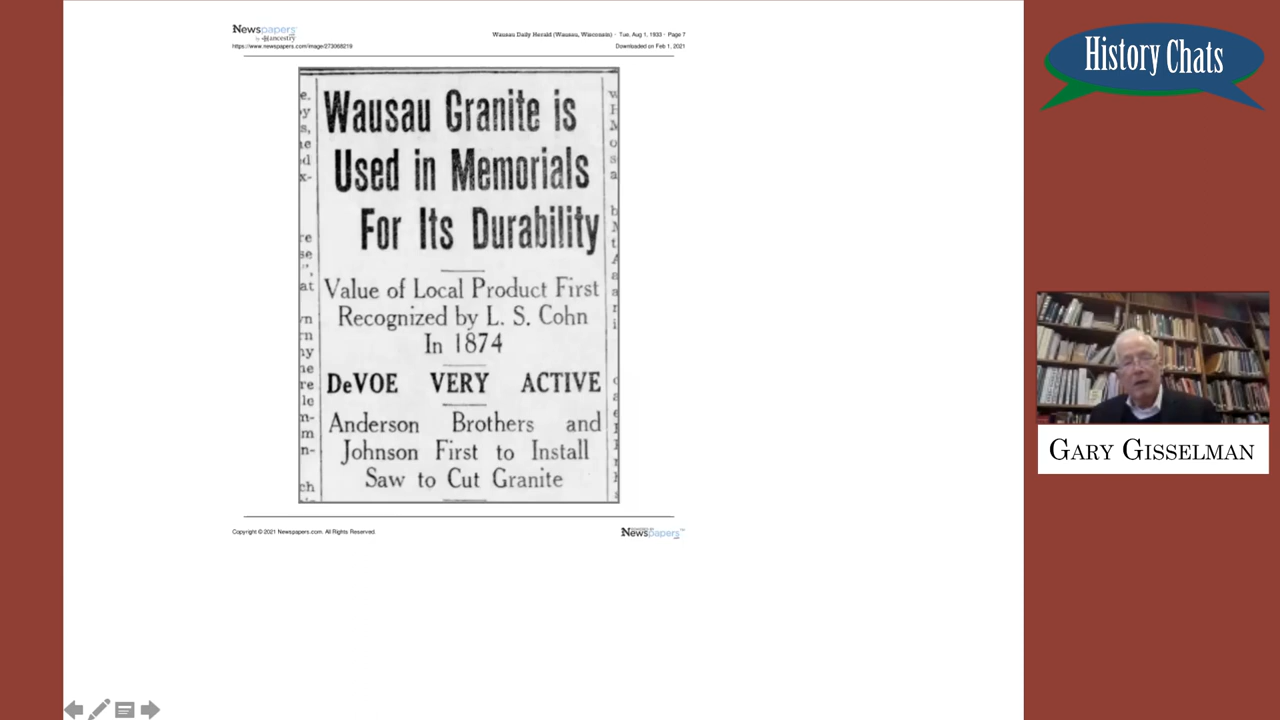 Newspapers
by ancestry
https://www.newspapers.com/image/273068219
Wausau Daily Herald (Wausau, Wisconsin) · Tue, Aug 1, 1933 · Page 7
Downloaded on Feb 1, 2021
Wausau Granite is
Used in Memorials
For Its Durability
Value of Local Product First
Recognized by L. S. Cohn
In 1874
DeVOE VERY ACTIVE
Anderson Brothers and
Johnson First to Install
Saw to Cut Granite
Copyright © 2021 Newspapers.com. All Rights Reserved.
POWERED BY
Newspapers™
History Chats
GARY GISSELMAN